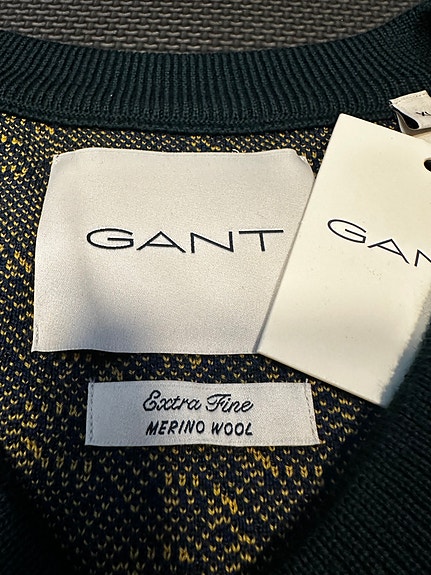 GANT
GAN
Extra Fine
MERINO WOOL